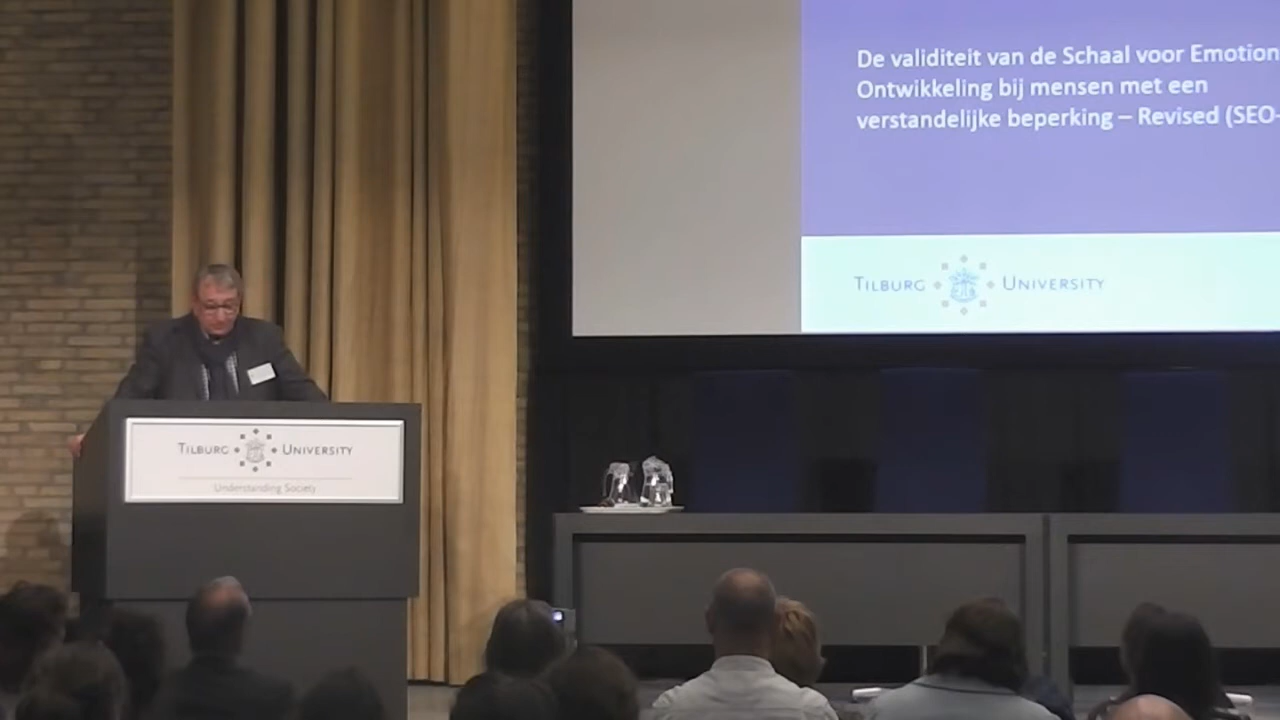 De validiteit van de Schaal voor Emotion
Ontwikkeling bij mensen met een
verstandelijke beperking – Revised (SEO-
TILBURG UNIVERSITY
TILBURG UNIVERSITY
Understanding Society